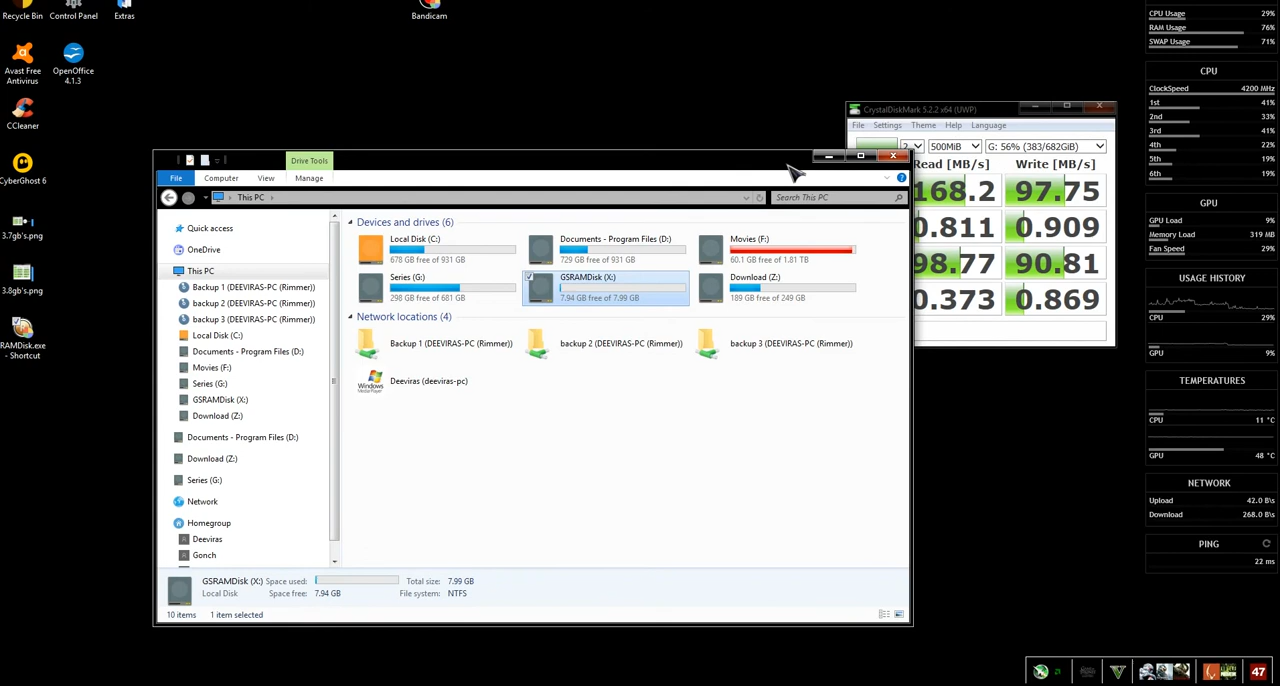 Recycle Bin
Control Panel
Extras
Bandicam
Avast Free
Antivirus
OpenOffice
4.1.3
CCleaner
CyberGhost 6
3.7gb's.png
3.8gb's.png
RAMDisk.exe
- Shortcut
CrystalDiskMark 5.2.2 x64 (UWP)
File Settings Theme Help Language
2 500MiB G: 56% (383/682GiB)
Read [MB/s] Write [MB/s]
168.2 97.75
0.811 0.909
98.77 90.81
0.373 0.869
Drive Tools
File Computer View Manage
This PC
Search This PC
Quick access
OneDrive
This PC
Backup 1 (DEEVIRAS-PC (Rimmer))
backup 2 (DEEVIRAS-PC (Rimmer))
backup 3 (DEEVIRAS-PC (Rimmer))
Local Disk (C:)
Documents - Program Files (D:)
Movies (F:)
Series (G:)
GSRAMDisk (X:)
Download (Z:)
Documents - Program Files (D:)
Download (Z:)
Series (G:)
Network
Homegroup
Deeviras
Gonch
Devices and drives (6)
Local Disk (C:)
678 GB free of 931 GB
Documents - Program Files (D:)
729 GB free of 931 GB
Movies (F:)
60.1 GB free of 1.81 TB
Series (G:)
298 GB free of 681 GB
GSRAMDisk (X:)
7.94 GB free of 7.99 GB
Download (Z:)
189 GB free of 249 GB
Network locations (4)
Backup 1 (DEEVIRAS-PC (Rimmer))
backup 2 (DEEVIRAS-PC (Rimmer))
backup 3 (DEEVIRAS-PC (Rimmer))
Windows
Media Player
Deeviras (deeviras-pc)
GSRAMDisk (X:) Space used: Total size: 7.99 GB
Local Disk Space free: 7.94 GB File system: NTFS
10 items 1 item selected
CPU Usage 29%
RAM Usage 76%
SWAP Usage 71%
CPU
ClockSpeed 4200 MHz
1st 41%
2nd 33%
3rd 41%
4th 22%
5th 19%
6th 19%
GPU
GPU Load 9%
Memory Load 319 MB
Fan Speed 29%
USAGE HISTORY
CPU 29%
GPU 9%
TEMPERATURES
CPU 11 °C
GPU 48 °C
NETWORK
Upload 42.0 B\s
Download 268.0 B\s
PING
22 ms
V
47